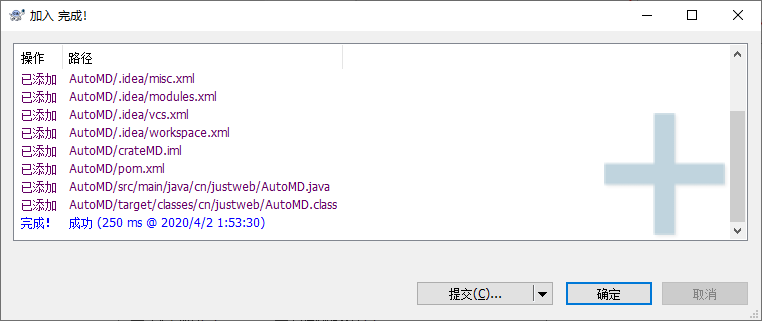 加入 完成!
操作 路径
已添加 AutoMD/.idea/misc.xml
已添加 AutoMD/.idea/modules.xml
已添加 AutoMD/.idea/vcs.xml
已添加 AutoMD/.idea/workspace.xml
已添加 AutoMD/crateMD.iml
已添加 AutoMD/pom.xml
已添加 AutoMD/src/main/java/cn/justweb/AutoMD.java
已添加 AutoMD/target/classes/cn/justweb/AutoMD.class
完成! 成功 (250 ms @ 2020/4/2 1:53:30)
提交(C)... 确定 取消